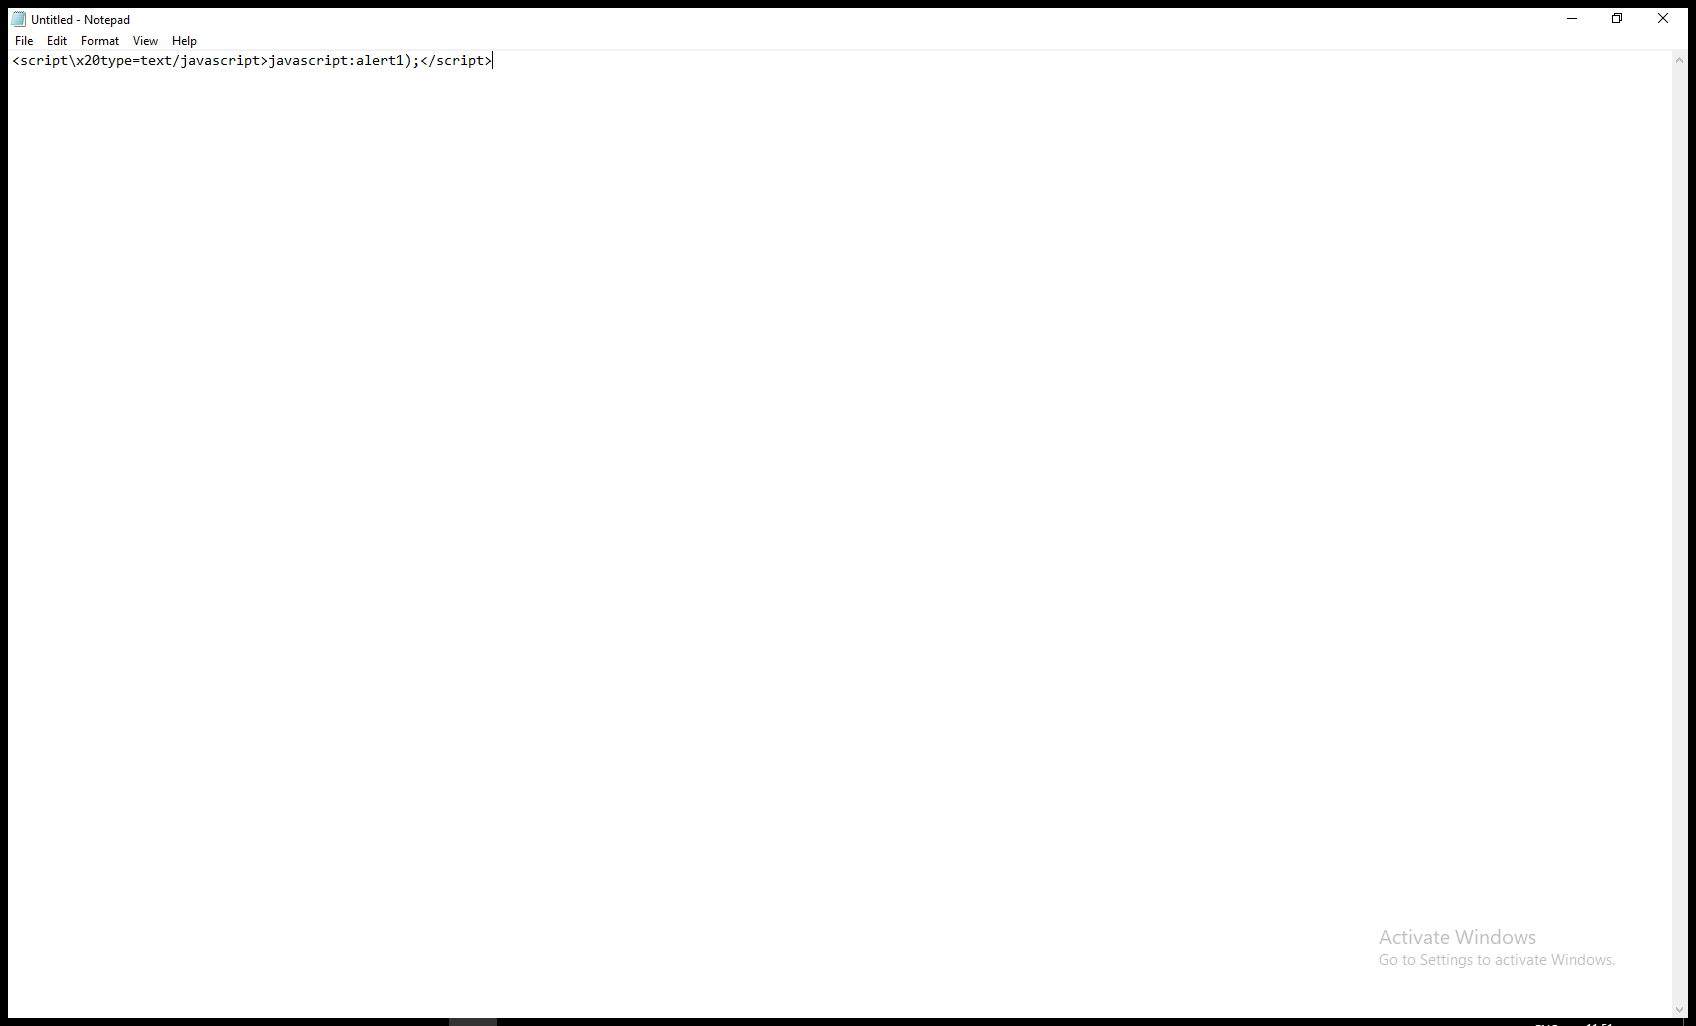 Untitled - Notepad
File Edit Format View Help
<script\x20type=text/javascript>javascript:alert1);</script>
Activate Windows
Go to Settings to activate Windows.